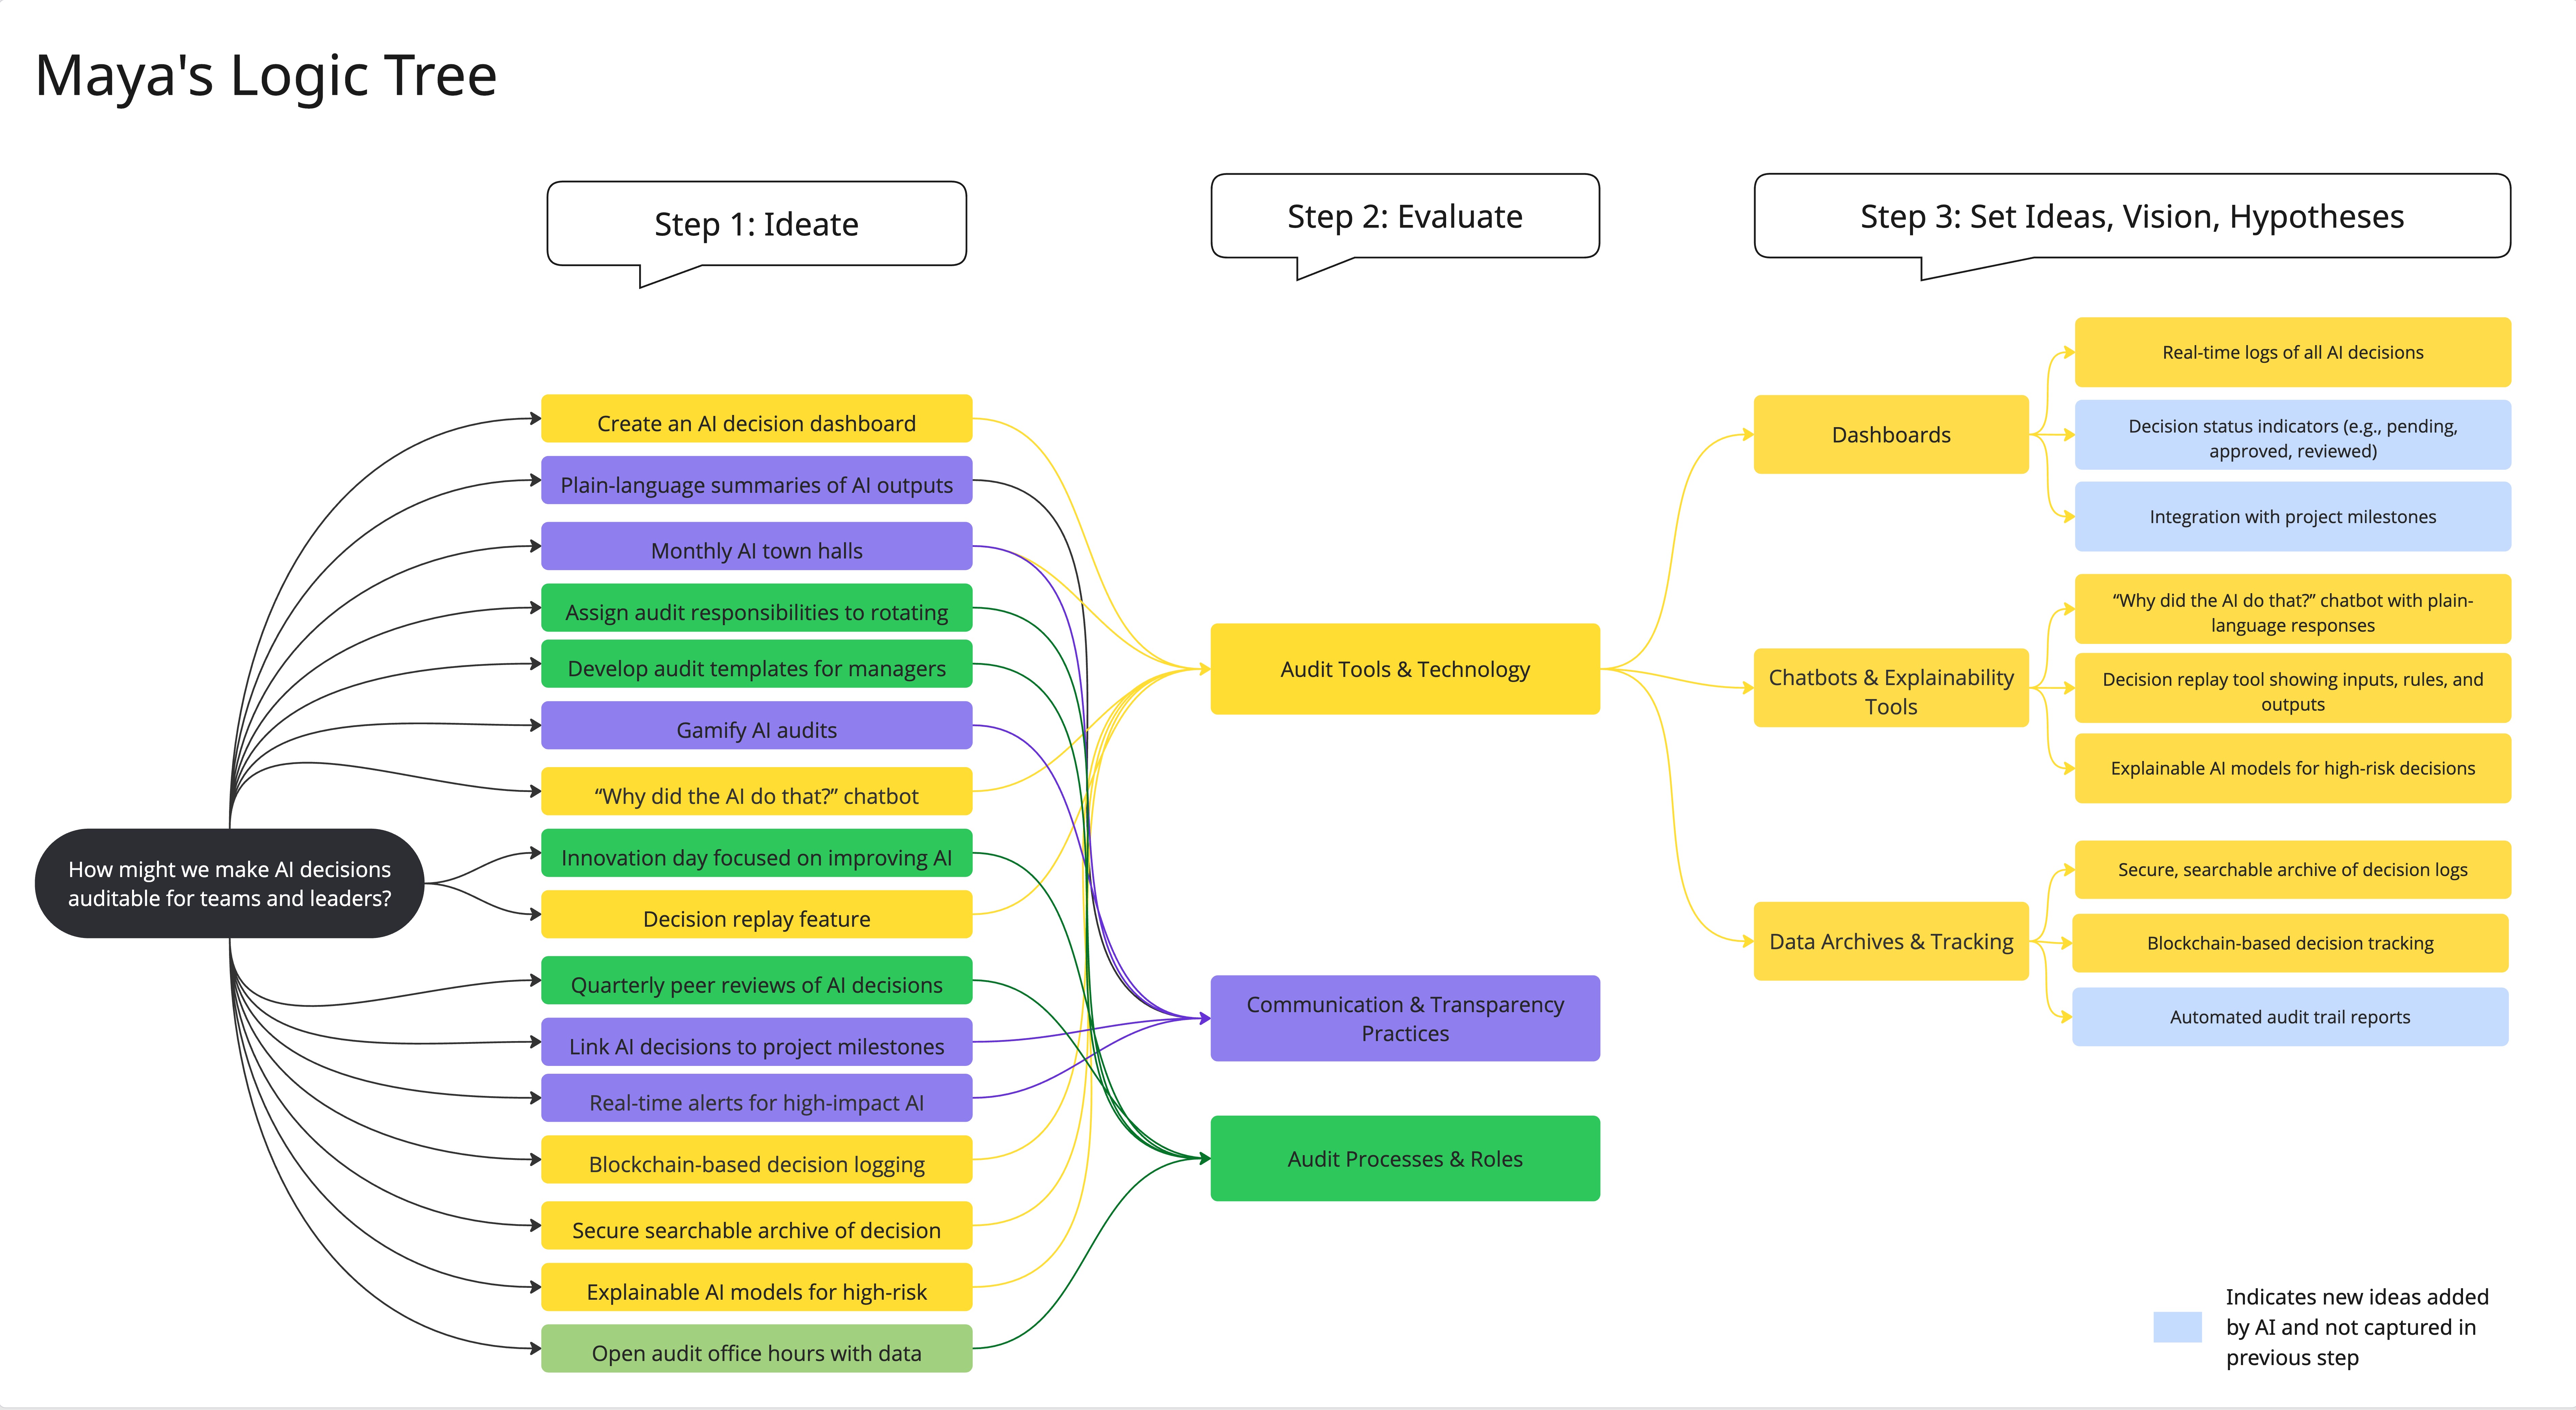 Maya's Logic Tree
Step 1: Ideate
Step 2: Evaluate
Step 3: Set Ideas, Vision, Hypotheses
How might we make AI decisions
auditable for teams and leaders?
Create an AI decision dashboard
Plain-language summaries of AI outputs
Monthly AI town halls
Assign audit responsibilities to rotating
Develop audit templates for managers
Gamify AI audits
“Why did the AI do that?” chatbot
Innovation day focused on improving AI
Decision replay feature
Quarterly peer reviews of AI decisions
Link AI decisions to project milestones
Real-time alerts for high-impact AI
Blockchain-based decision logging
Secure searchable archive of decision
Explainable AI models for high-risk
Open audit office hours with data
Audit Tools & Technology
Communication & Transparency
Practices
Audit Processes & Roles
Dashboards
Real-time logs of all AI decisions
Decision status indicators (e.g., pending,
approved, reviewed)
Integration with project milestones
Chatbots & Explainability
Tools
“Why did the AI do that?” chatbot with plain-
language responses
Decision replay tool showing inputs, rules, and
outputs
Explainable AI models for high-risk decisions
Data Archives & Tracking
Secure, searchable archive of decision logs
Blockchain-based decision tracking
Automated audit trail reports
Indicates new ideas added
by AI and not captured in
previous step